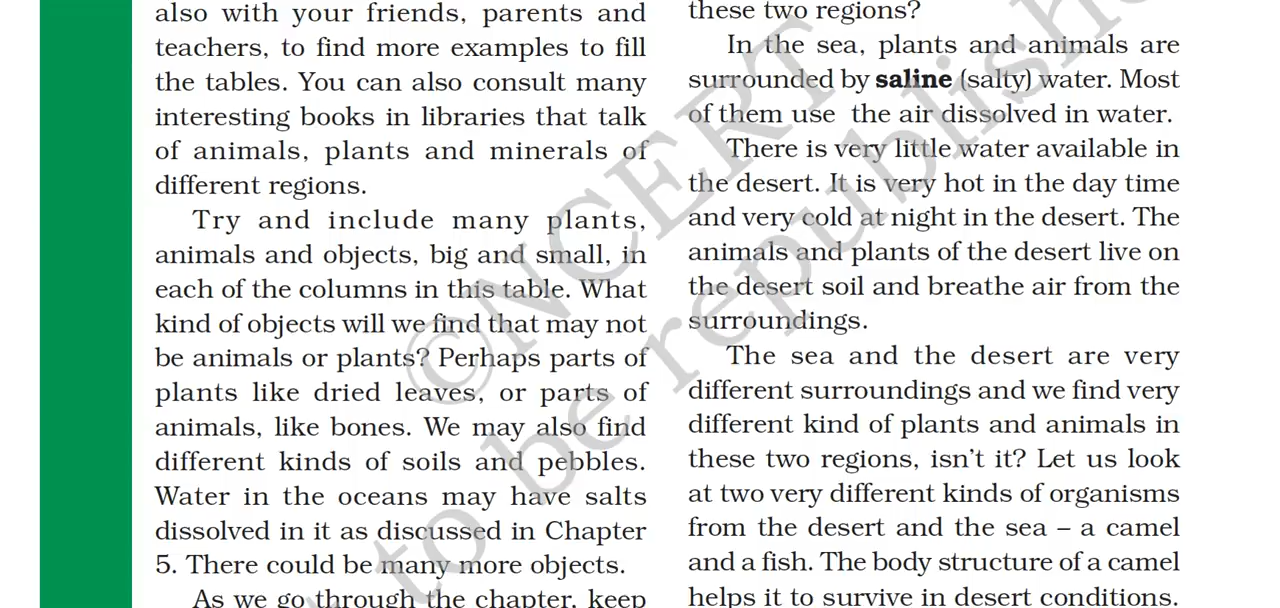 also with your friends, parents and
teachers, to find more examples to fill
the tables. You can also consult many
interesting books in libraries that talk
of animals, plants and minerals of
different regions.
Try and include many plants,
animals and objects, big and small, in
each of the columns in this table. What
kind of objects will we find that may not
be animals or plants? Perhaps parts of
plants like dried leaves, or parts of
animals, like bones. We may also find
different kinds of soils and pebbles.
Water in the oceans may have salts
dissolved in it as discussed in Chapter
5. There could be many more objects.
As we go through the chapter, keep
these two regions?
In the sea, plants and animals are
surrounded by saline (salty) water. Most
of them use the air dissolved in water.
There is very little water available in
the desert. It is very hot in the day time
and very cold at night in the desert. The
animals and plants of the desert live on
the desert soil and breathe air from the
surroundings.
The sea and the desert are very
different surroundings and we find very
different kind of plants and animals in
these two regions, isn't it? Let us look
at two very different kinds of organisms
from the desert and the sea – a camel
and a fish. The body structure of a camel
helps it to survive in desert conditions.
©NCERT
to be republishe